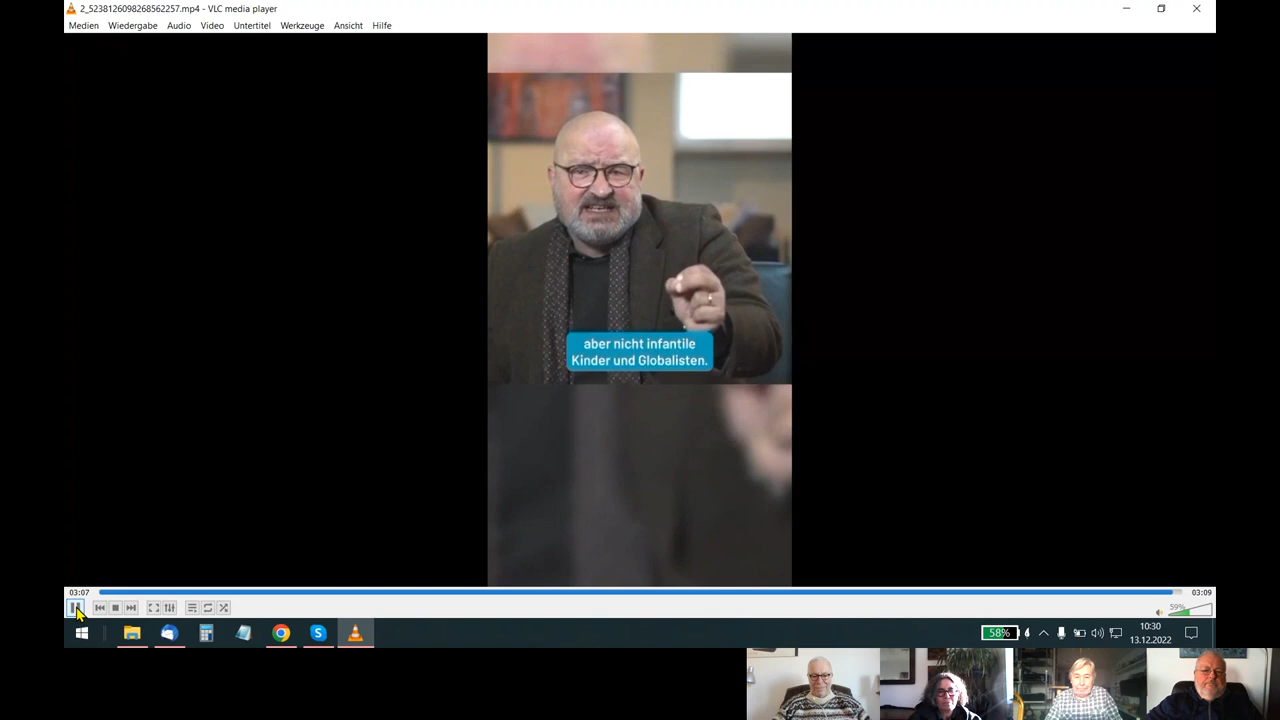 2_5238126098268562257.mp4 - VLC media player
Medien Wiedergabe Audio Video Untertitel Werkzeuge Ansicht Hilfe
aber nicht infantile
Kinder und Globalisten.
03:07 03:09
59%
58% 10:30
13.12.2022